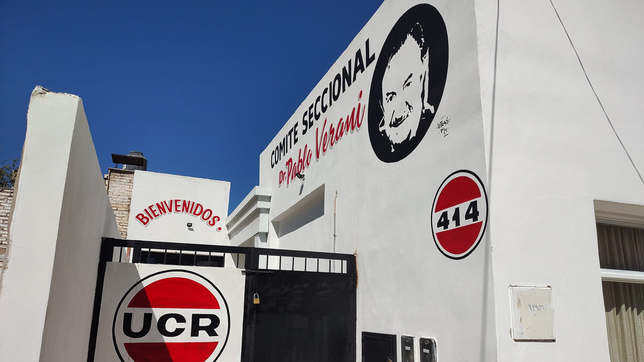 COMITE SECCIONAL
Dr. Pablo Verani
414
BIENVENIDOS
UCR